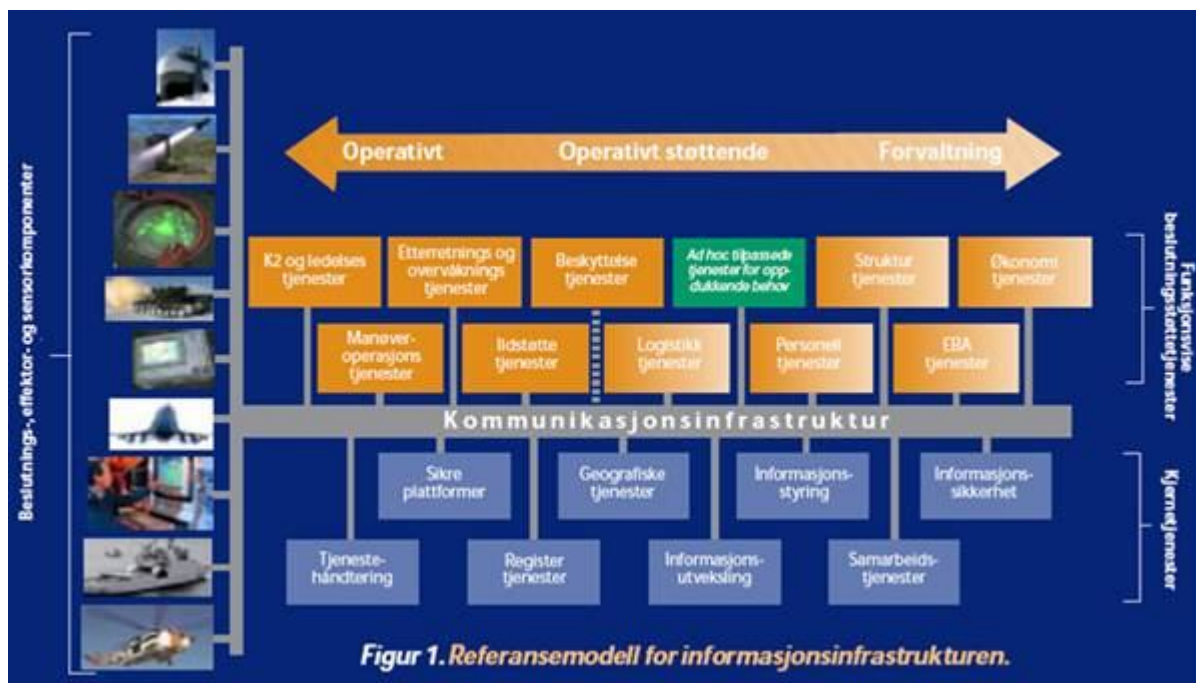 Beslutnings-, effektor- og sensorkomponenter
Operativt
Operativt støttende
Forvaltning
K2 og ledelses
tjenester
Etterretnings og
overvåknings
tjenester
Beskyttelse
tjenester
Ad hoc tilpassede
tjenester for opp-
dukkende behov
Struktur
tjenester
Økonomi
tjenester
Manøver-
operasjons
tjenester
Ildstøtte
tjenester
Logistikk
tjenester
Personell
tjenester
EBA
tjenester
Funksjonsvise
beslutningsstøttetjenester
Kommunikasjonsinfrastruktur
Sikre
plattformer
Geografiske
tjenester
Informasjons-
styring
Informasjons-
sikkerhet
Tjeneste-
håndtering
Register
tjenester
Informasjons-
utveksling
Samarbeids-
tjenester
Kjernetjenester
Figur 1. Referansemodell for informasjonsinfrastrukturen.